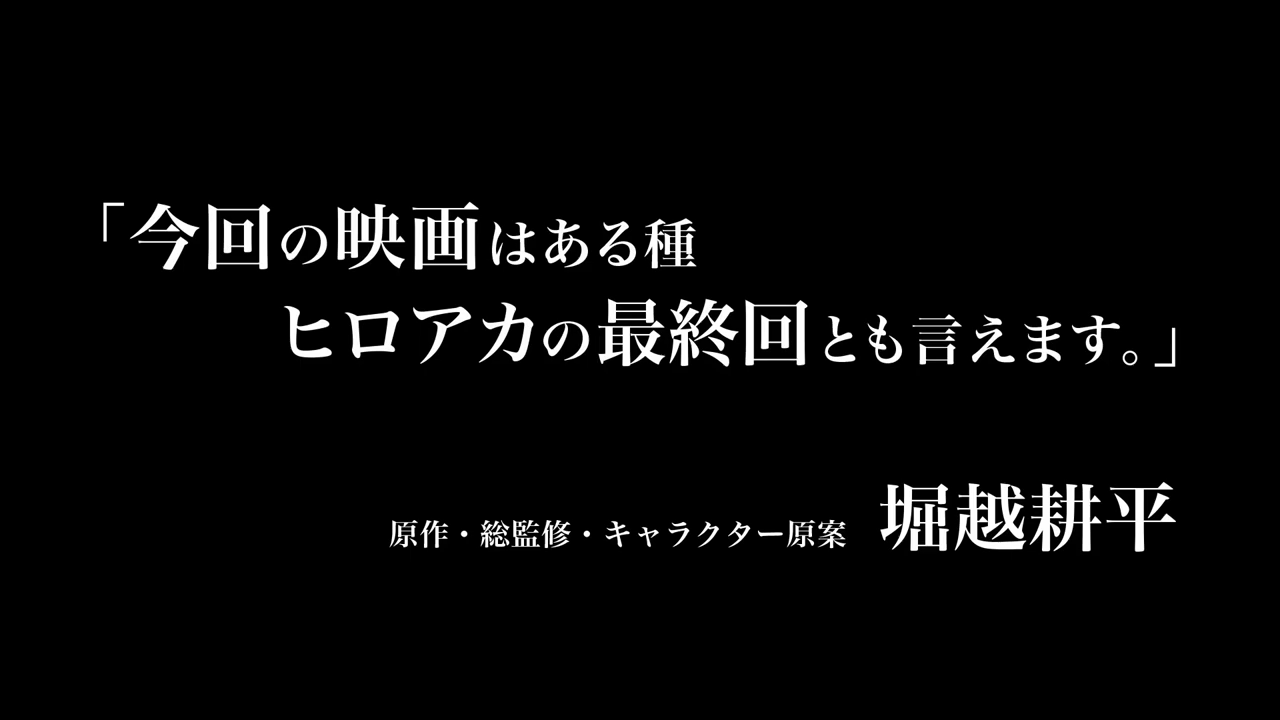 「今回の映画はある種
ヒロアカの最終回とも言えます。」
原作・総監修・キャラクター原案 堀越耕平